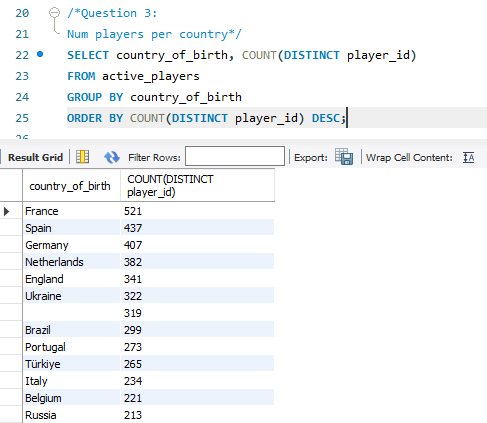 20 /*Question 3:
21 Num players per country*/
22 SELECT country_of_birth, COUNT(DISTINCT player_id)
23 FROM active_players
24 GROUP BY country_of_birth
25 ORDER BY COUNT(DISTINCT player_id) DESC;
26
Result Grid Filter Rows: Export: Wrap Cell Content: IA
country_of_birth COUNT(DISTINCT
player_id)
France 521
Spain 437
Germany 407
Netherlands 382
England 341
Ukraine 322
319
Brazil 299
Portugal 273
Türkiye 265
Italy 234
Belgium 221
Russia 213